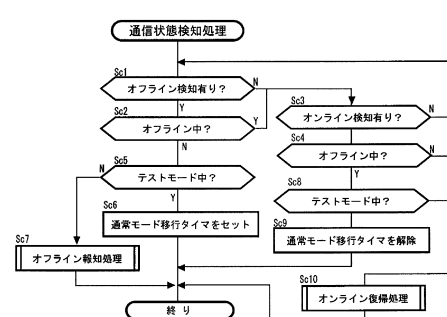 通信状態検知処理
Sc1
オフライン検知有り?
N
Y
Sc2
オフライン中?
Y
N
Sc3
オンライン検知有り?
N
Sc4
オフライン中?
N
Y
Sc5
テストモード中?
N
Y
Sc8
テストモード中?
Sc6
通常モード移行タイマをセット
Sc9
通常モード移行タイマを解除
Sc7
オフライン報知処理
Sc10
オンライン復帰処理
終り